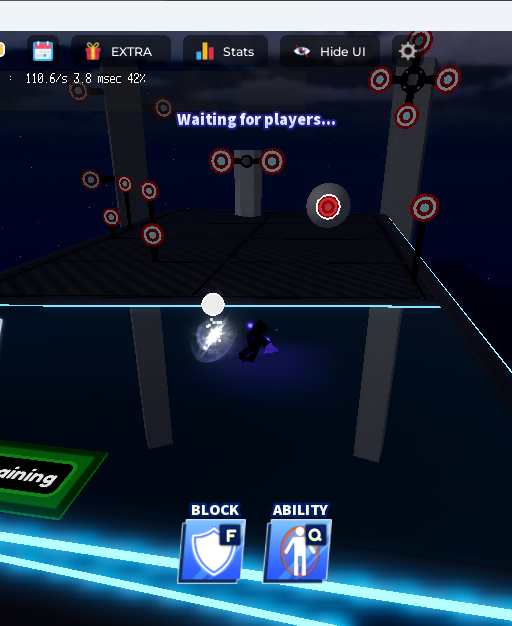 EXTRA
Stats
Hide UI
: 110.6/s 3.8 msec 42%
Waiting for players...
aining
BLOCK
ABILITY
F
Q